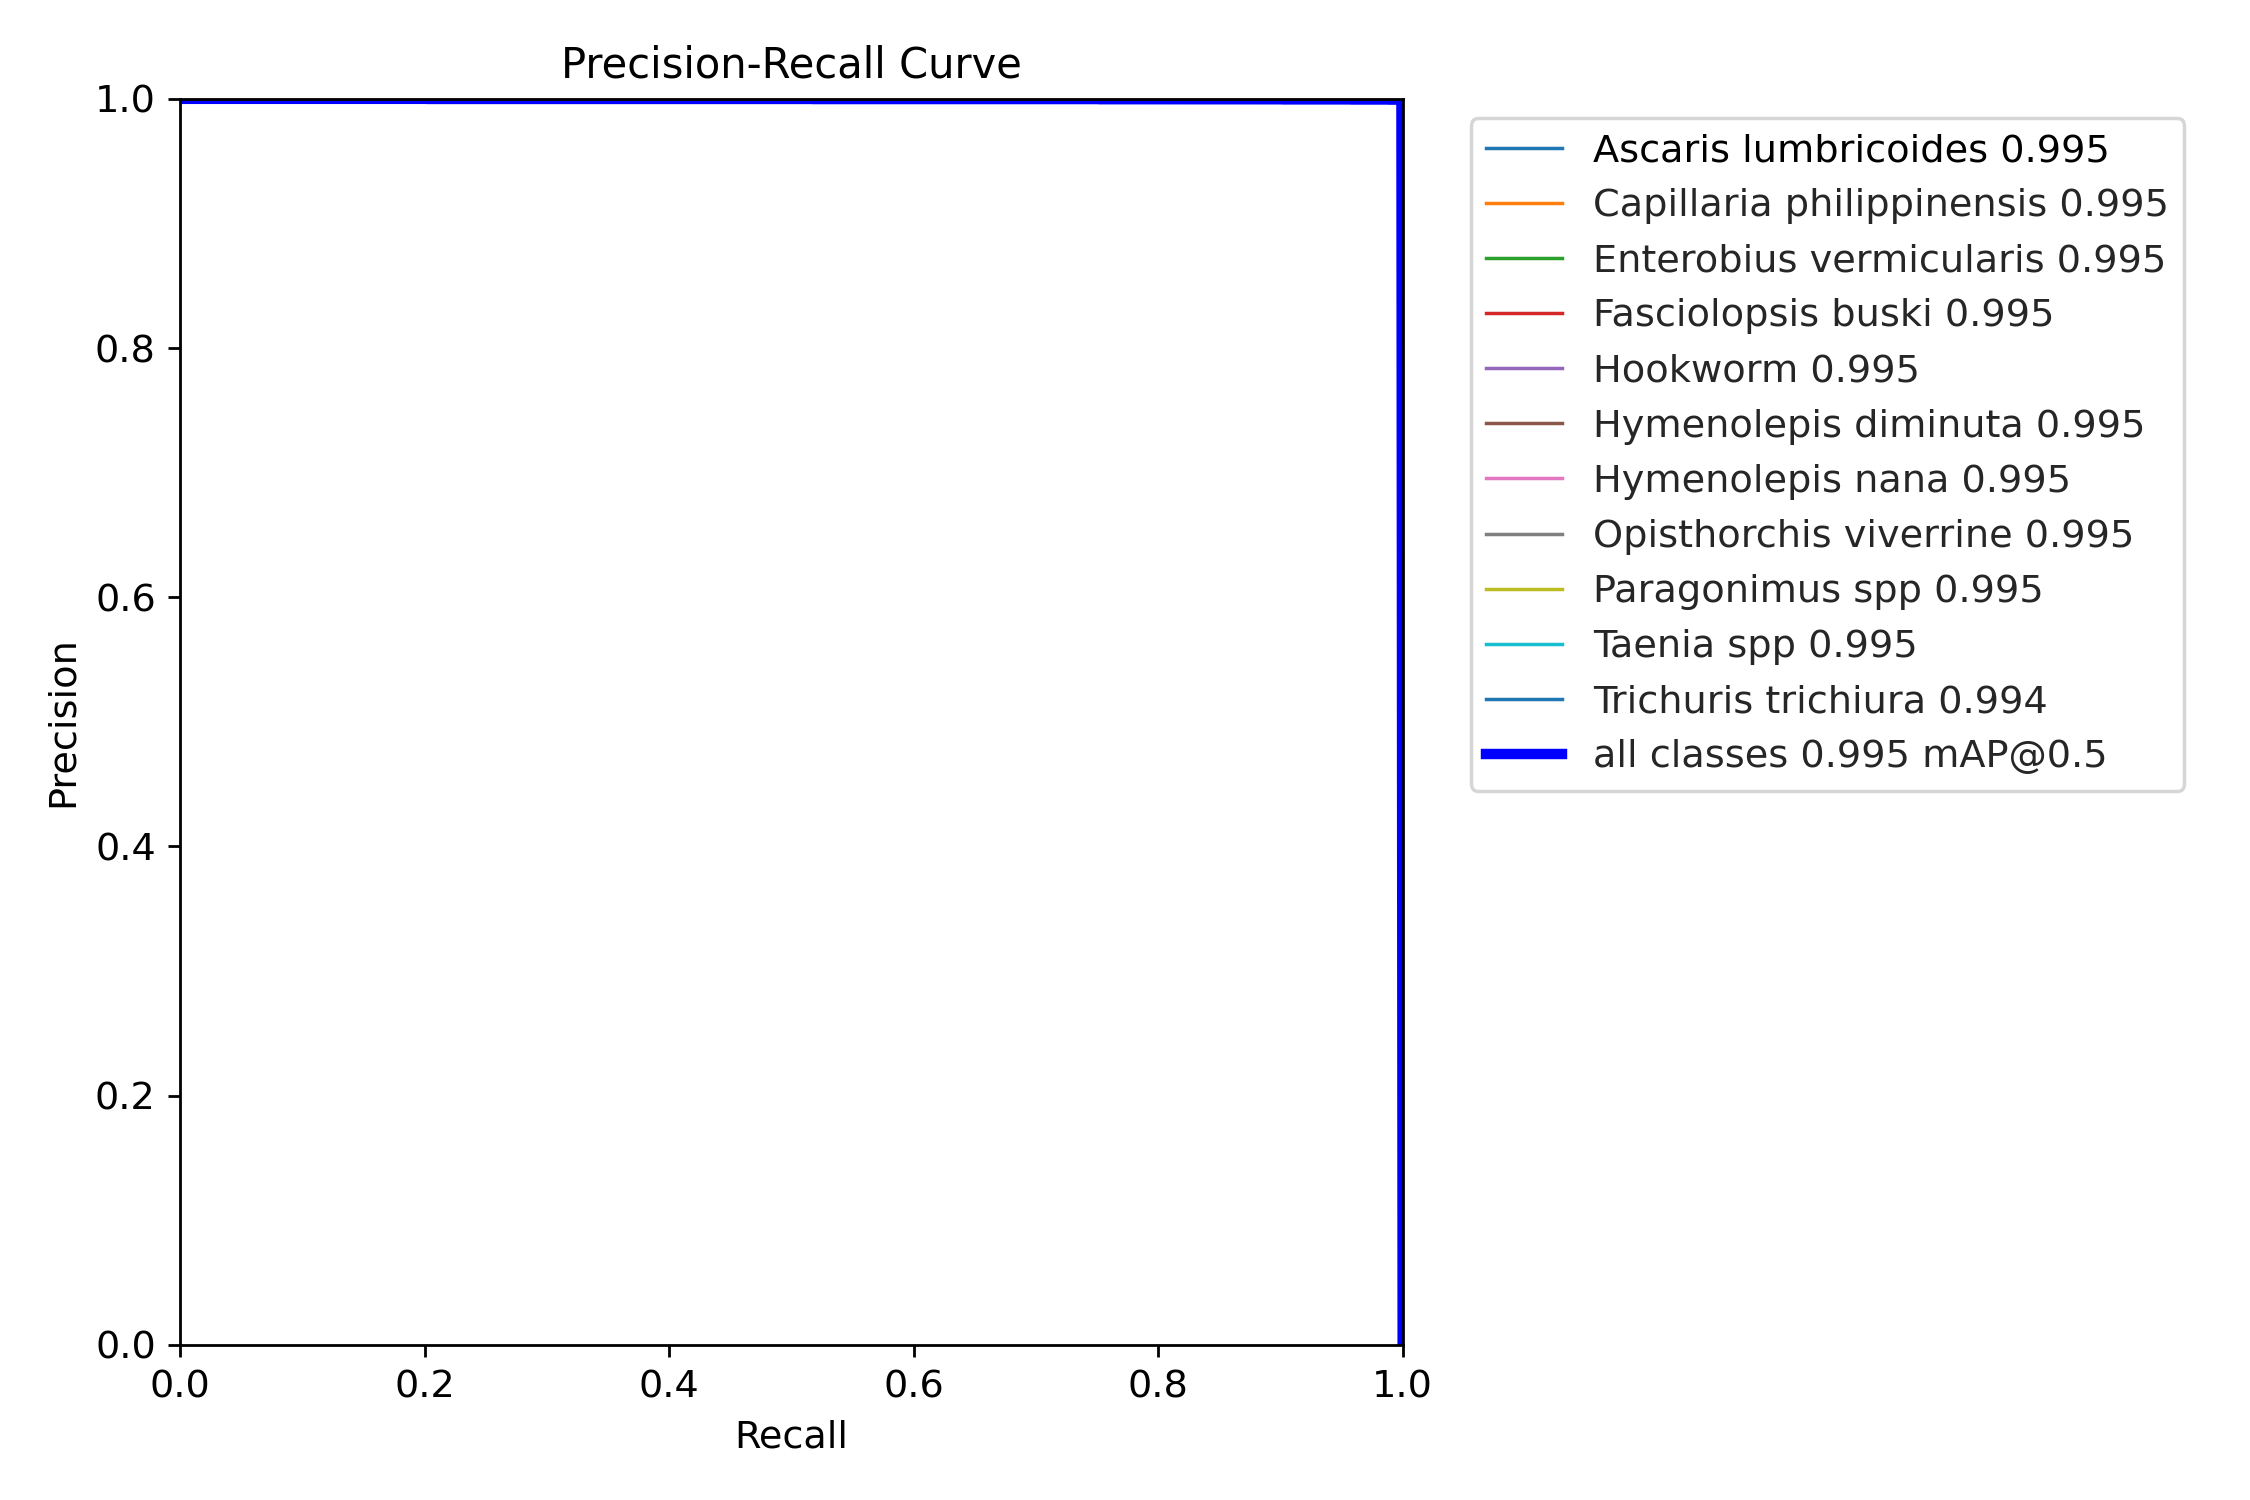 Precision-Recall Curve
1.0
0.8
0.6
0.4
0.2
0.0
Precision
0.0 0.2 0.4 0.6 0.8 1.0
Recall
Ascaris lumbricoides 0.995
Capillaria philippinensis 0.995
Enterobius vermicularis 0.995
Fasciolopsis buski 0.995
Hookworm 0.995
Hymenolepis diminuta 0.995
Hymenolepis nana 0.995
Opisthorchis viverrine 0.995
Paragonimus spp 0.995
Taenia spp 0.995
Trichuris trichiura 0.994
all classes 0.995 mAP@0.5